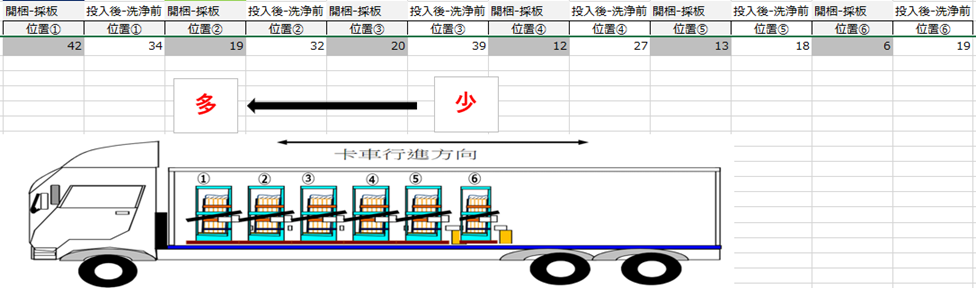 開梱-採板 投入後-洗浄前 開梱-採板 投入後-洗浄前 開梱-採板 投入後-洗浄前 開梱-採板 投入後-洗浄前 開梱-採板 投入後-洗浄前 開梱-採板 投入後-洗浄前
位置① 位置① 位置② 位置② 位置③ 位置③ 位置④ 位置④ 位置⑤ 位置⑤ 位置⑥ 位置⑥
42 34 19 32 20 39 12 27 13 18 6 19
多 少
卡車行進方向
① ② ③ ④ ⑤ ⑥